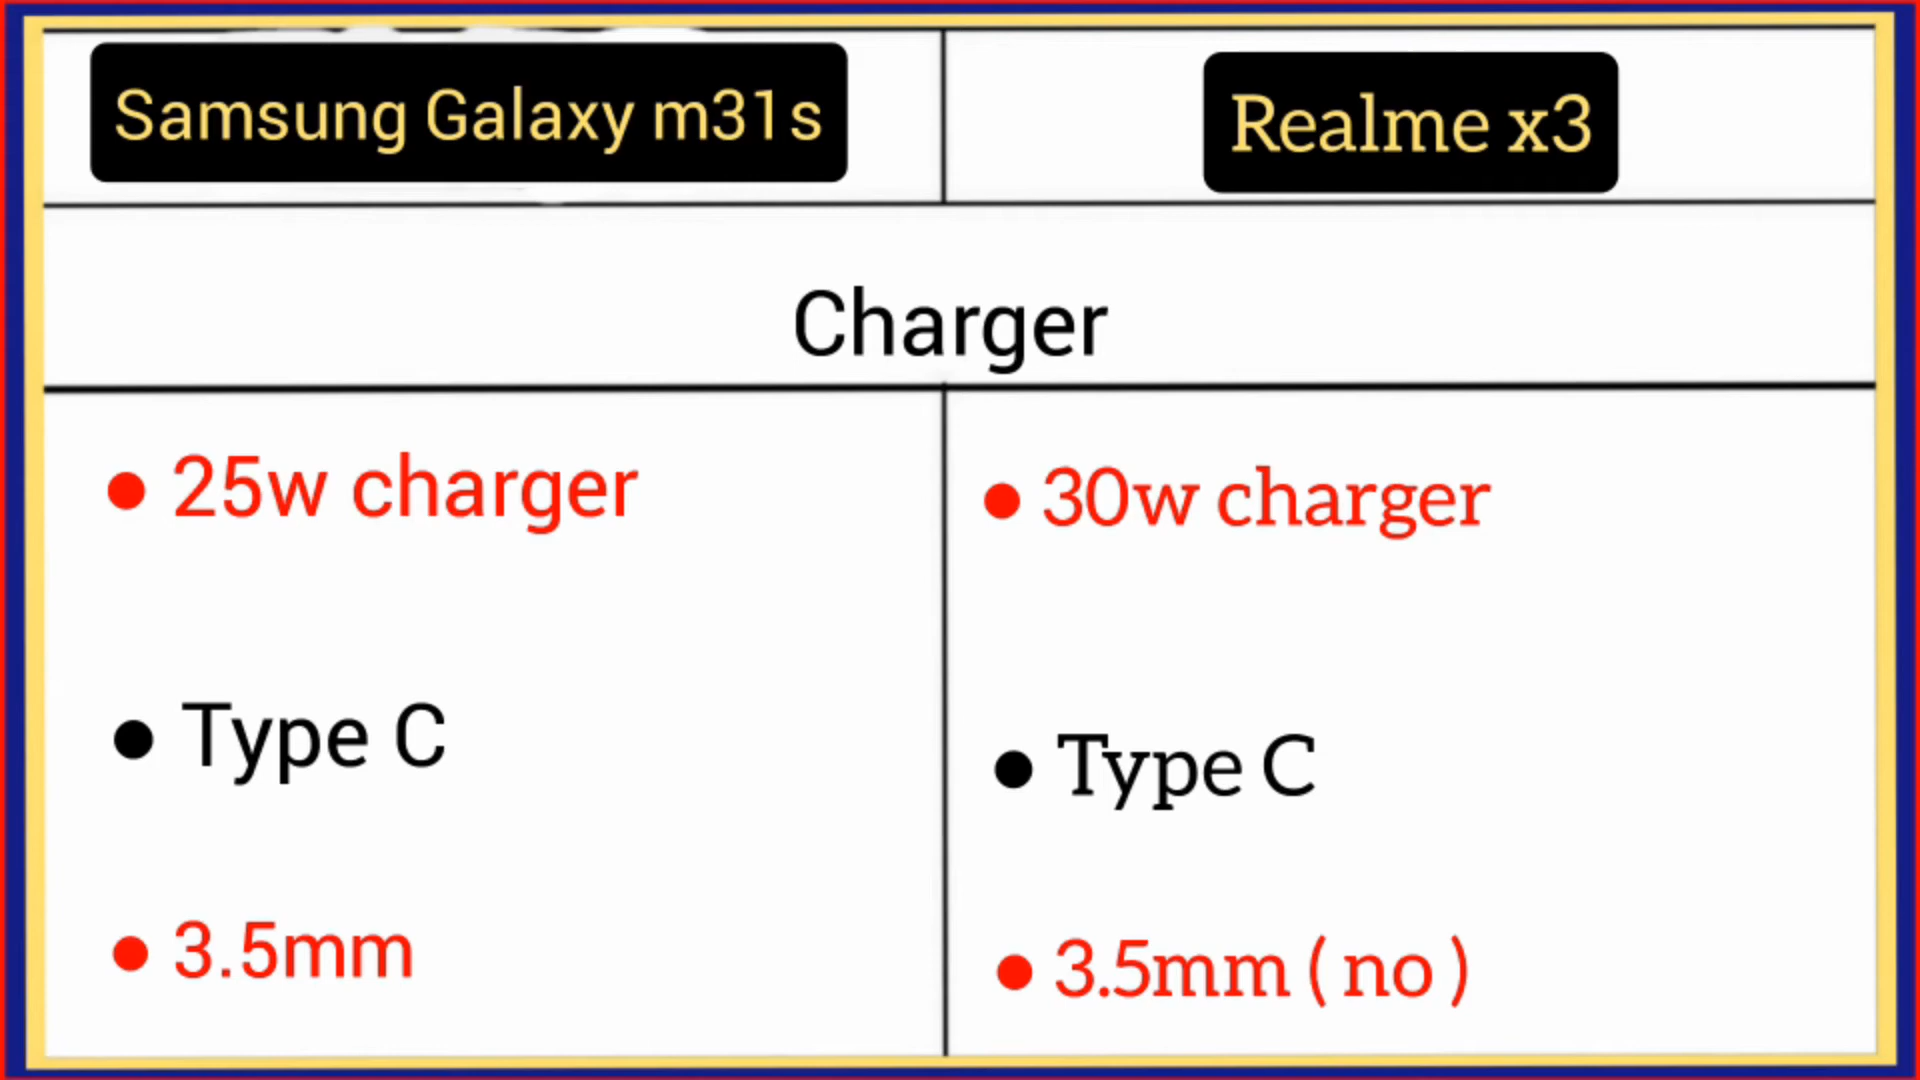 Samsung Galaxy m31s
Realme x3
Charger
● 25w charger
● 30w charger
● Type C
● Type C
● 3.5mm
● 3.5mm ( no )